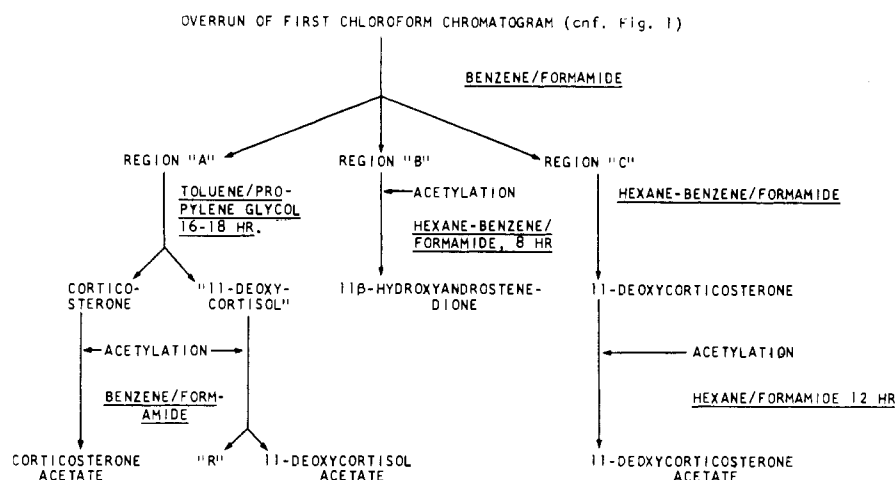 OVERRUN OF FIRST CHLOROFORM CHROMATOGRAM (cnf. Fig. 1)
BENZENE/FORMAMIDE
REGION "A"
REGION "B"
REGION "C"
TOLUENE/PRO-
PYLENE GLYCOL
16-18 HR.
ACETYLATION
HEXANE-BENZENE/
FORMAMIDE, 8 HR
HEXANE-BENZENE/FORMAMIDE
CORTICO-
STERONE
"11-DEOXY-
CORTISOL"
11β-HYDROXYANDROSTENE-
DIONE
11-DEOXYCORTICOSTERONE
ACETYLATION
ACETYLATION
BENZENE/FORM-
AMIDE
HEXANE/FORMAMIDE 12 HR
CORTICOSTERONE
ACETATE
"R"
11-DEOXYCORTISOL
ACETATE
11-DEOXYCORTICOSTERONE
ACETATE